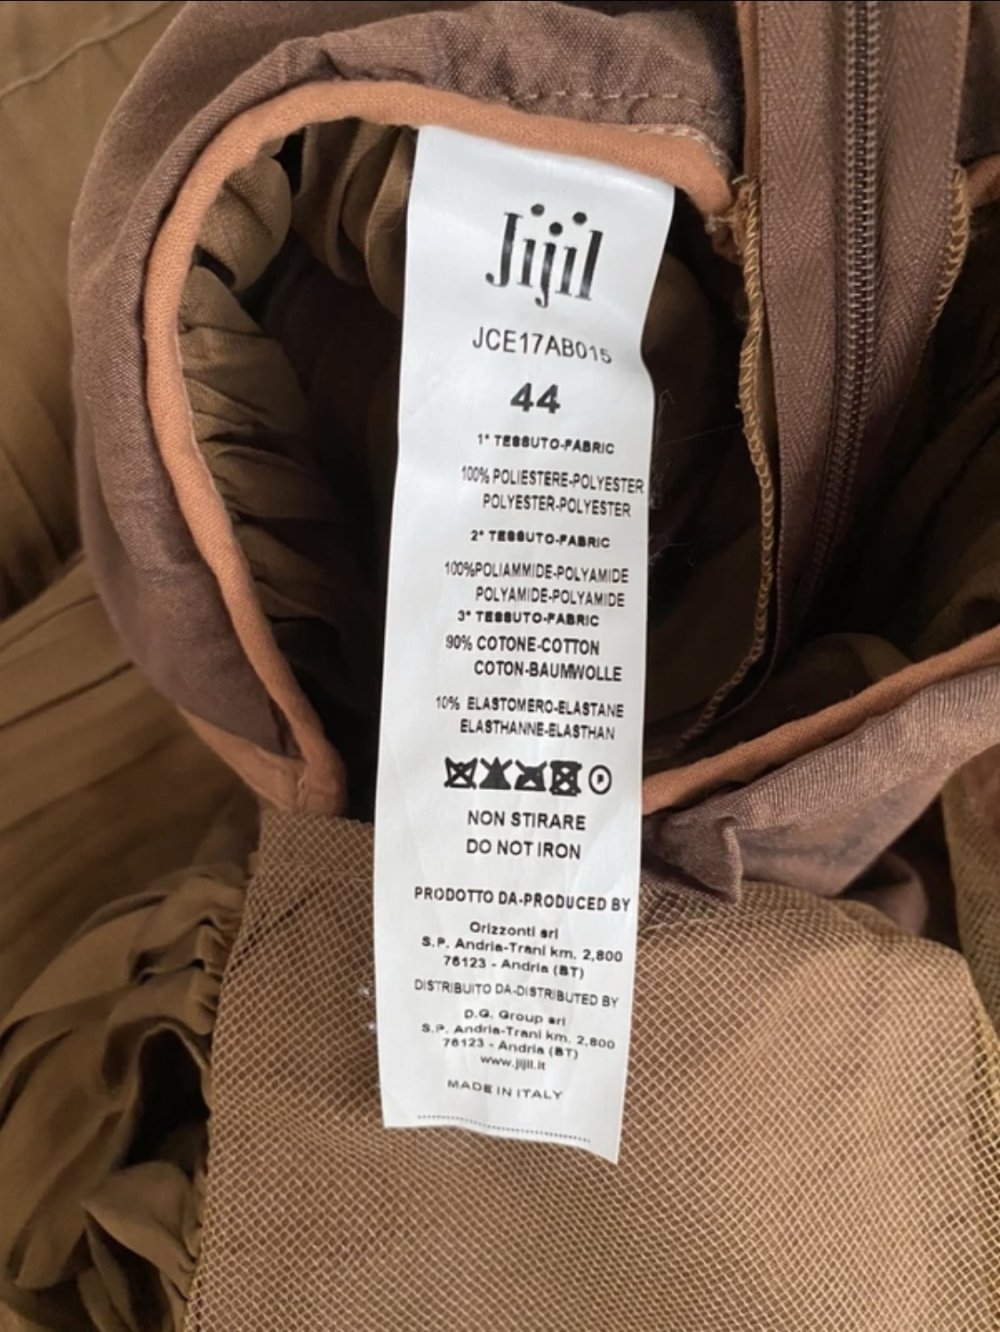 Jijil
JCE17AB015
44
1° TESSUTO-FABRIC
100% POLIESTERE-POLYESTER
POLYESTER-POLYESTER
2° TESSUTO-FABRIC
100%POLIAMMIDE-POLYAMIDE
POLYAMIDE-POLYAMIDE
3° TESSUTO-FABRIC
90% COTONE-COTTON
COTON-BAUMWOLLE
10% ELASTOMERO-ELASTANE
ELASTHANNE-ELASTHAN
P
NON STIRARE
DO NOT IRON
PRODOTTO DA-PRODUCED BY
Orizzonti srl
S.P. Andria-Trani km. 2,800
76123 - Andria (BT)
DISTRIBUITO DA-DISTRIBUTED BY
D.G. Group srl
S.P. Andria-Trani km. 2,800
76123 - Andria (BT)
www.jijil.it
MADE IN ITALY